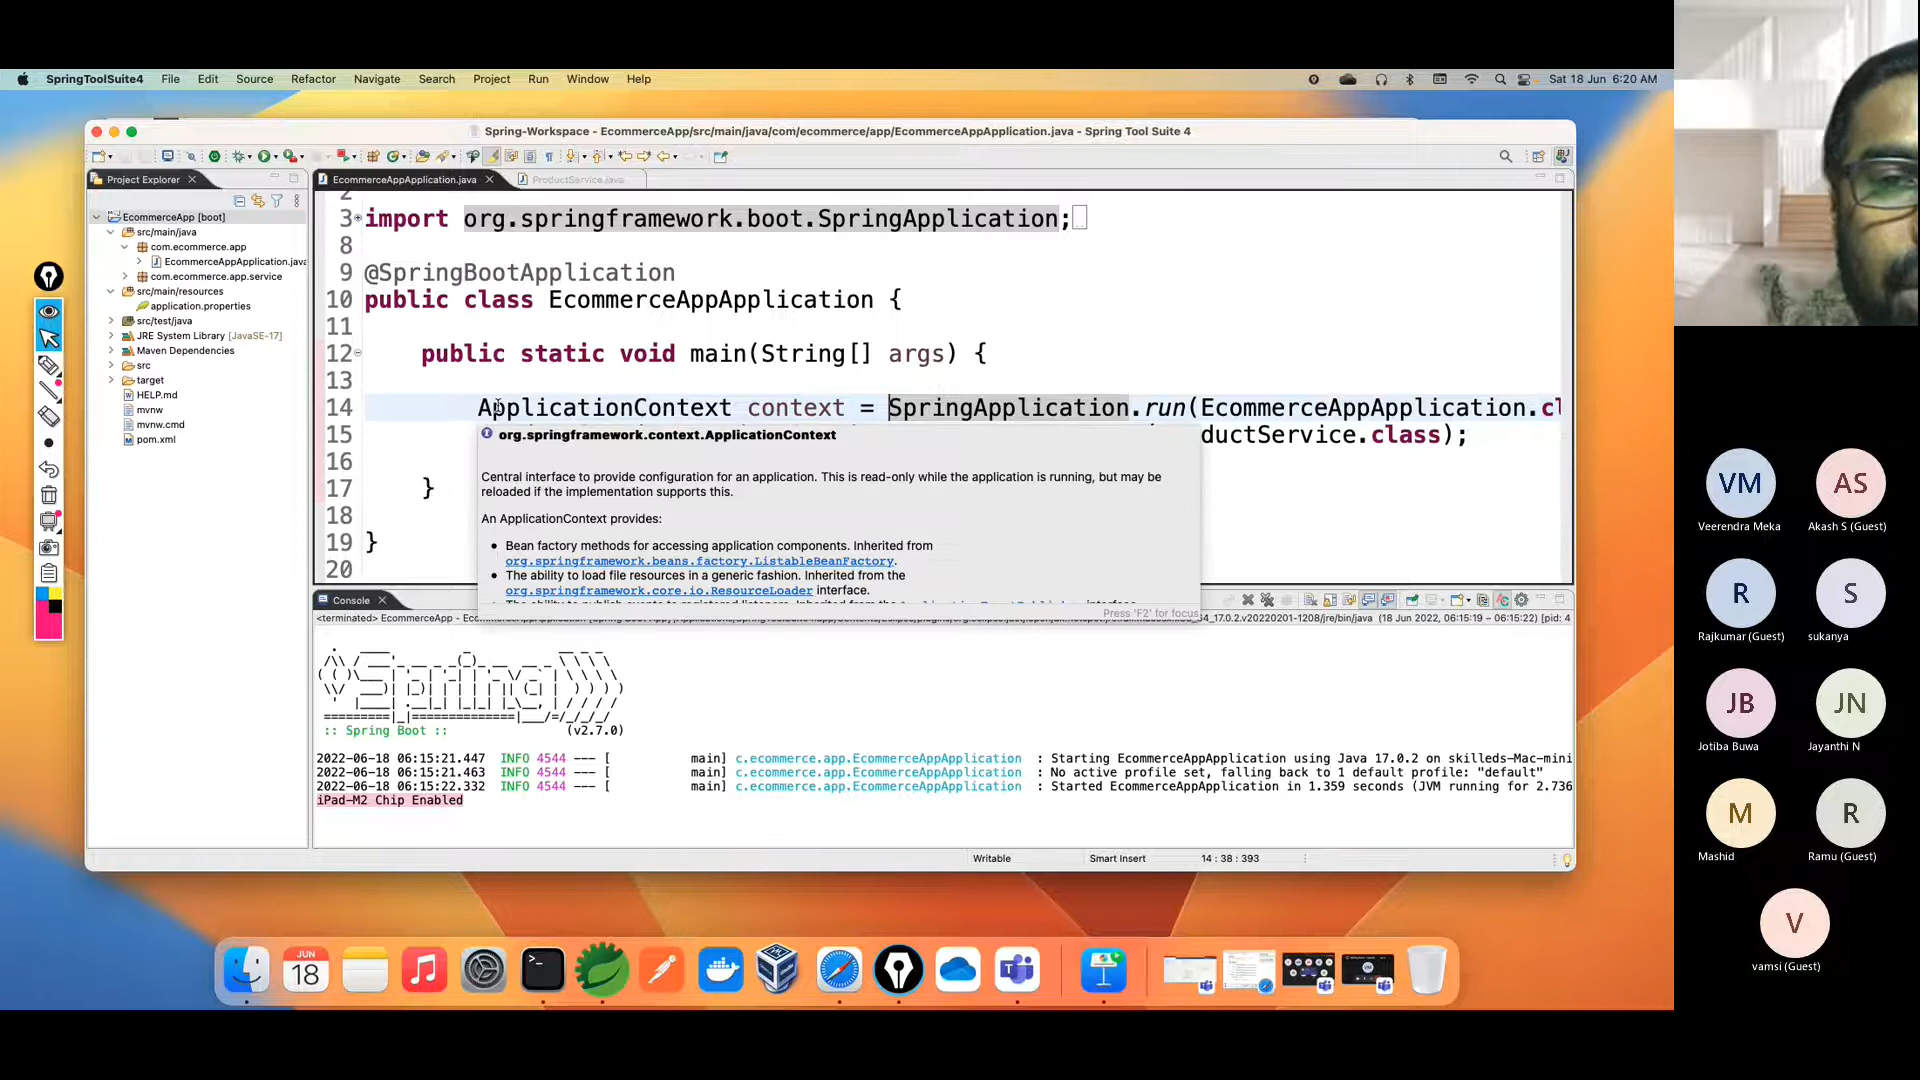 SpringToolSuite4 File Edit Source Refactor Navigate Search Project Run Window Help
Sat 18 Jun 6:20 AM
Spring-Workspace - EcommerceApp/src/main/java/com/ecommerce/app/EcommerceAppApplication.java - Spring Tool Suite 4
Project Explorer
EcommerceApp [boot]
src/main/java
com.ecommerce.app
EcommerceAppApplication.java
com.ecommerce.app.service
src/main/resources
application.properties
src/test/java
JRE System Library [JavaSE-17]
Maven Dependencies
src
target
HELP.md
mvnw
mvnw.cmd
pom.xml
EcommerceAppApplication.java
ProductService.java
2
3 import org.springframework.boot.SpringApplication;
8
9 @SpringBootApplication
10 public class EcommerceAppApplication {
11
12 public static void main(String[] args) {
13
14 ApplicationContext context = SpringApplication.run(EcommerceAppApplication.cl
15 ductService.class);
16
17 }
18
19 }
20
org.springframework.context.ApplicationContext
Central interface to provide configuration for an application. This is read-only while the application is running, but may be
reloaded if the implementation supports this.
An ApplicationContext provides:
• Bean factory methods for accessing application components. Inherited from
org.springframework.beans.factory.ListableBeanFactory.
• The ability to load file resources in a generic fashion. Inherited from the
org.springframework.core.io.ResourceLoader interface.
Press 'F2' for focus
Console
<terminated> EcommerceApp -
_17.0.2.v20220201-1208/jre/bin/java (18 Jun 2022, 06:15:19 – 06:15:22) [pid: 4
:: Spring Boot :: (v2.7.0)
2022-06-18 06:15:21.447 INFO 4544 --- [ main] c.ecommerce.app.EcommerceAppApplication : Starting EcommerceAppApplication using Java 17.0.2 on skilleds-Mac-mini
2022-06-18 06:15:21.463 INFO 4544 --- [ main] c.ecommerce.app.EcommerceAppApplication : No active profile set, falling back to 1 default profile: "default"
2022-06-18 06:15:22.332 INFO 4544 --- [ main] c.ecommerce.app.EcommerceAppApplication : Started EcommerceAppApplication in 1.359 seconds (JVM running for 2.736
iPad-M2 Chip Enabled
Writable
Smart Insert
14 : 38 : 393
JUN
18
VM
Veerendra Meka
AS
Akash S (Guest)
R
Rajkumar (Guest)
S
sukanya
JB
Jotiba Buwa
JN
Jayanthi N
M
Mashid
R
Ramu (Guest)
V
vamsi (Guest)